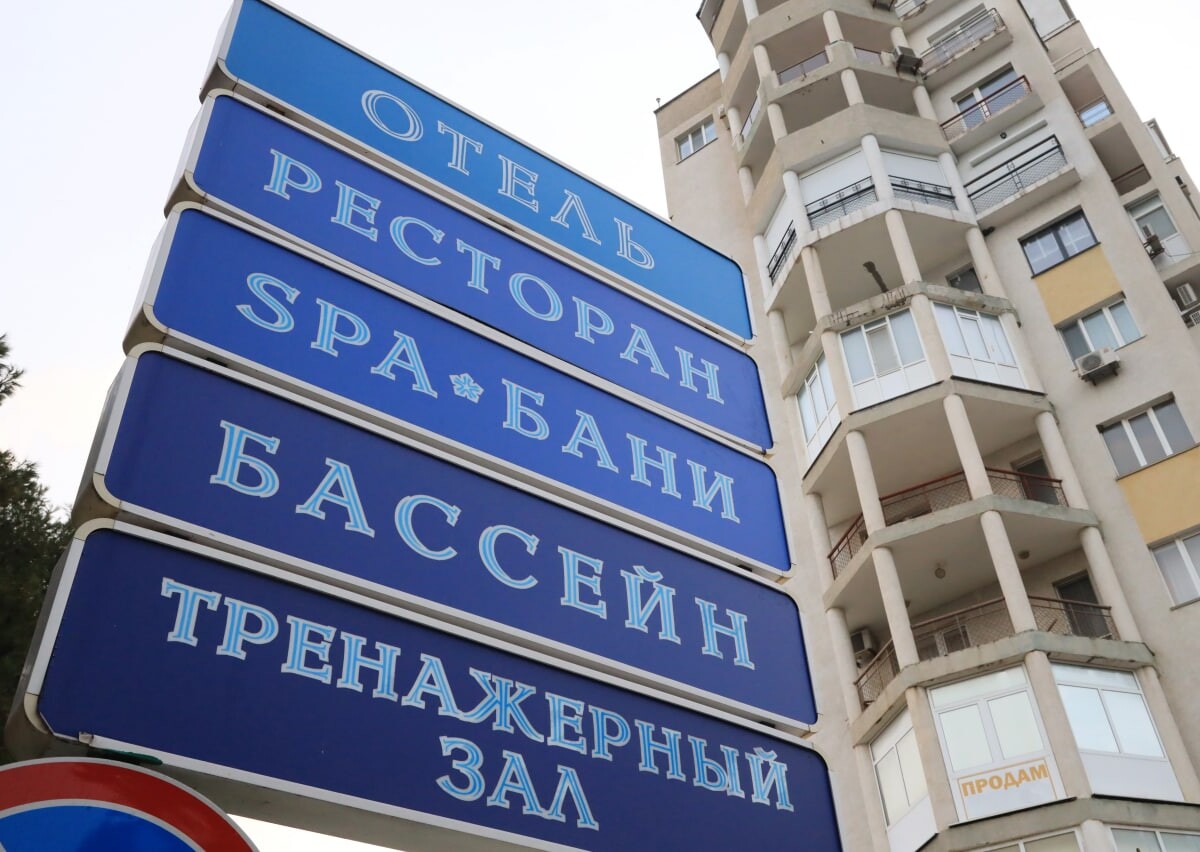 ОТЕЛЬ
РЕСТОРАН
SPA*БАНИ
БАССЕЙН
ТРЕНАЖЕРНЫЙ
ЗАЛ
ПРОДАМ